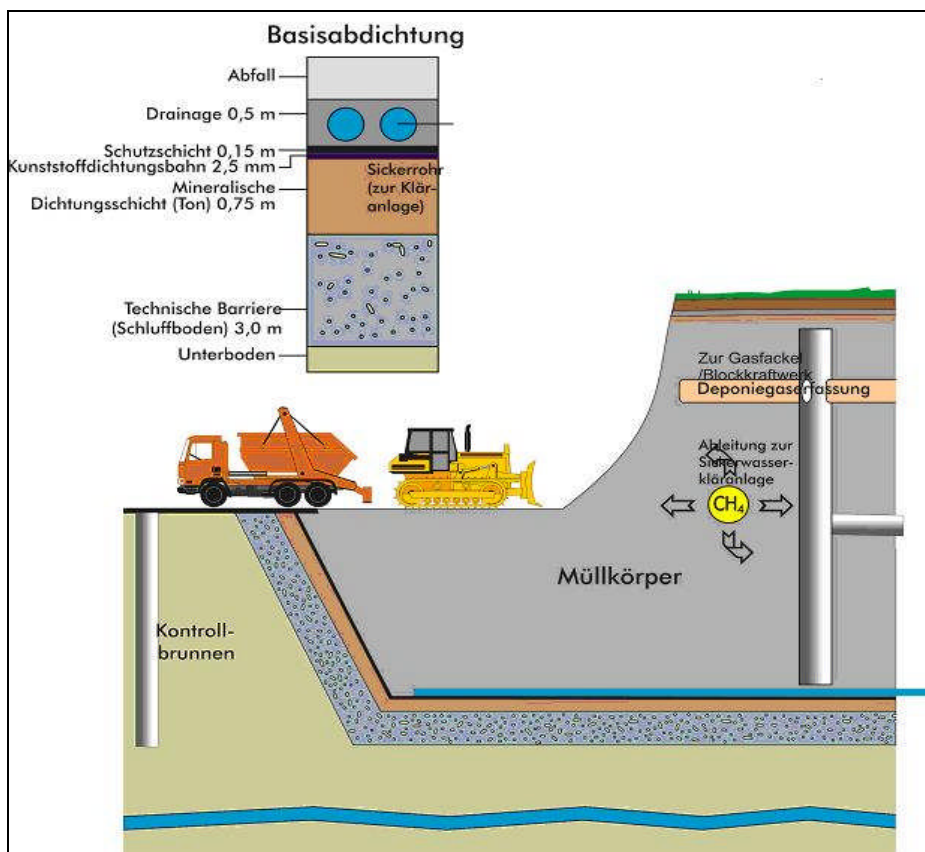 Basisabdichtung
Abfall
Drainage 0,5 m
Schutzschicht 0,15 m
Kunststoffdichtungsbahn 2,5 mm
Mineralische
Dichtungsschicht (Ton) 0,75 m
Sickerrohr
(zur Klär-
anlage)
Technische Barriere
(Schluffboden) 3,0 m
Unterboden
Zur Gasfackel
/Blockkraftwerk
Deponiegaserfassung
Ableitung zur
Sickerwasser-
kläranlage
CH4
Müllkörper
Kontroll-
brunnen